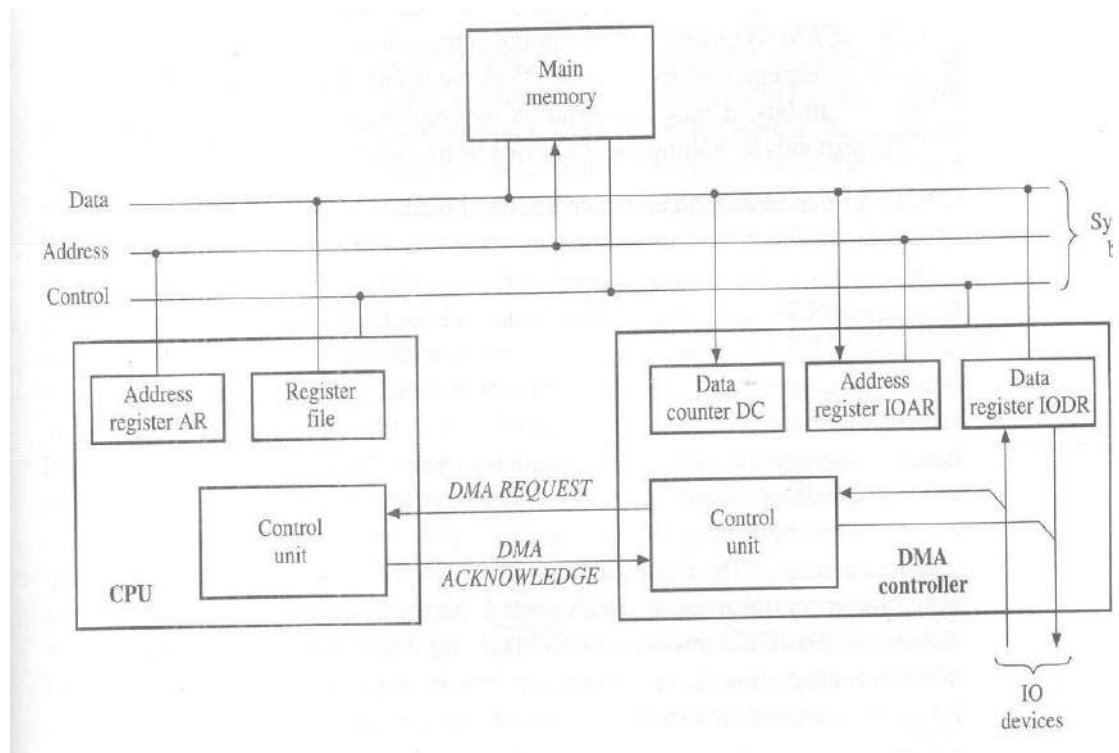 Main
memory
Data
Address
Control
Sy
b
Address
register AR
Register
file
Data
counter DC
Address
register IOAR
Data
register IODR
DMA REQUEST
Control
unit
DMA
ACKNOWLEDGE
Control
unit
CPU
DMA
controller
IO
devices